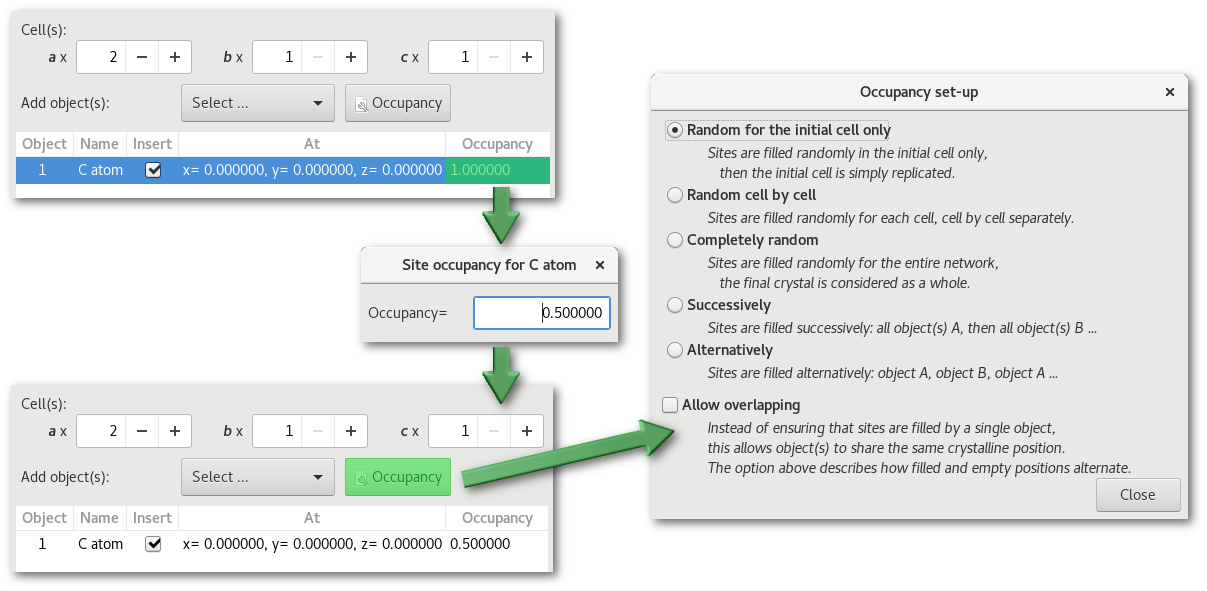 Cell(s):
a x 2 − + b x 1 − + c x 1 − +
Add object(s): Select ... Occupancy
Object Name Insert At Occupancy
1 C atom x= 0.000000, y= 0.000000, z= 0.000000 1.000000
Site occupancy for C atom ×
Occupancy= 0.500000
Cell(s):
a x 2 − + b x 1 − + c x 1 − +
Add object(s): Select ... Occupancy
Object Name Insert At Occupancy
1 C atom x= 0.000000, y= 0.000000, z= 0.000000 0.500000
Occupancy set-up ×
Random for the initial cell only
Sites are filled randomly in the initial cell only,
then the initial cell is simply replicated.
Random cell by cell
Sites are filled randomly for each cell, cell by cell separately.
Completely random
Sites are filled randomly for the entire network,
the final crystal is considered as a whole.
Successively
Sites are filled successively: all object(s) A, then all object(s) B ...
Alternatively
Sites are filled alternatively: object A, object B, object A ...
Allow overlapping
Instead of ensuring that sites are filled by a single object,
this allows object(s) to share the same crystalline position.
The option above describes how filled and empty positions alternate.
Close